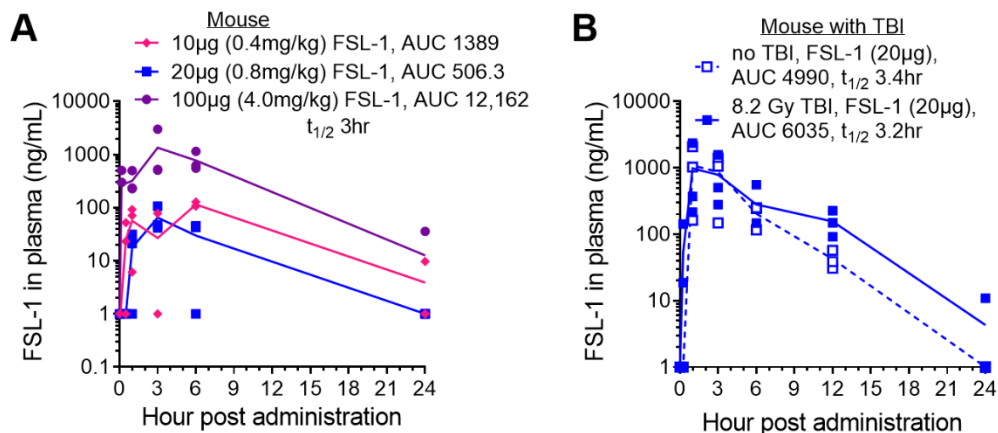 A
Mouse
10µg (0.4mg/kg) FSL-1, AUC 1389
20µg (0.8mg/kg) FSL-1, AUC 506.3
100µg (4.0mg/kg) FSL-1, AUC 12,162
t1/2 3hr
FSL-1 in plasma (ng/mL)
10000
1000
100
10
1
0.1
0 3 6 9 12 15 18 21 24
Hour post administration
B
Mouse with TBI
no TBI, FSL-1 (20µg),
AUC 4990, t1/2 3.4hr
8.2 Gy TBI, FSL-1 (20µg),
AUC 6035, t1/2 3.2hr
FSL-1 in plasma (ng/mL)
10000
1000
100
10
1
0 3 6 9 12 15 18 21 24
Hour post administration